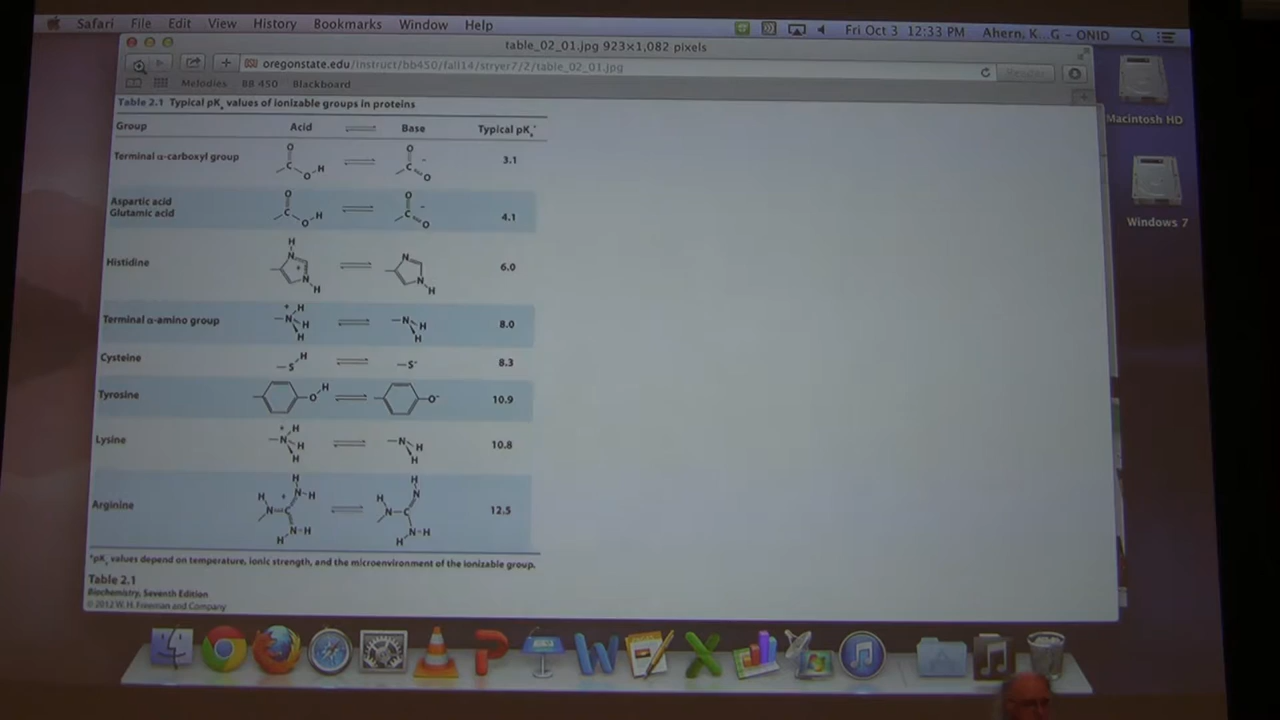 Safari File Edit View History Bookmarks Window Help Fri Oct 3 12:33 PM Ahern, K...G - ONID
table_02_01.jpg 923×1,082 pixels
oregonstate.edu/instruct/bb450/fall14/stryer7/2/table_02_01.jpg Reader
Melodies BB 450 Blackboard
Macintosh HD
Windows 7
Table 2.1 Typical pKa values of ionizable groups in proteins
Group Acid Base Typical pKa*
Terminal α-carboxyl group C O O H C O O - 3.1
Aspartic acid
Glutamic acid C O O H C O O - 4.1
Histidine H N + N H N N H 6.0
Terminal α-amino group + N H H H N H H 8.0
Cysteine S H S- 8.3
Tyrosine O H O- 10.9
Lysine + N H H H N H H 10.8
Arginine H N + C H N H N H H H N C H N N H H 12.5
*pKa values depend on temperature, ionic strength, and the microenvironment of the ionizable group.
Table 2.1
Biochemistry, Seventh Edition
© 2012 W. H. Freeman and Company